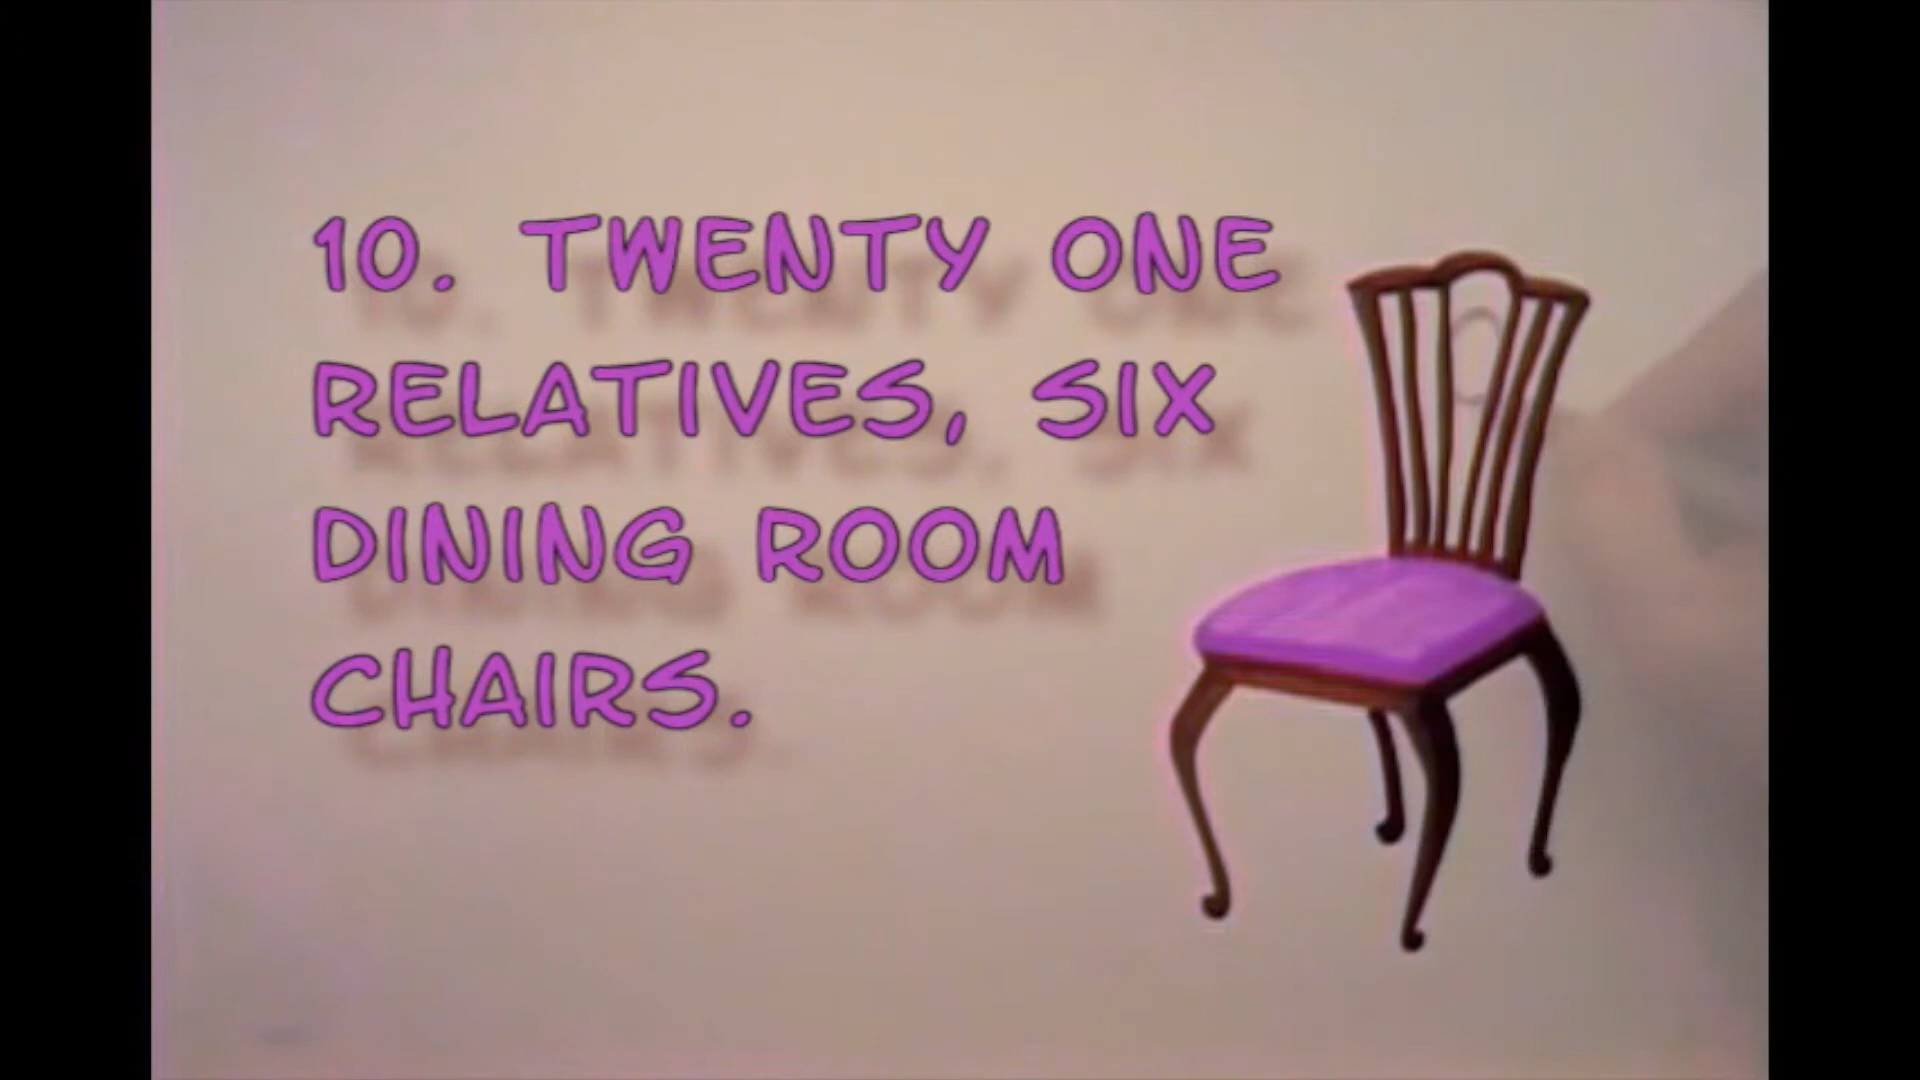 10. TWENTY ONE
RELATIVES, SIX
DINING ROOM
CHAIRS.